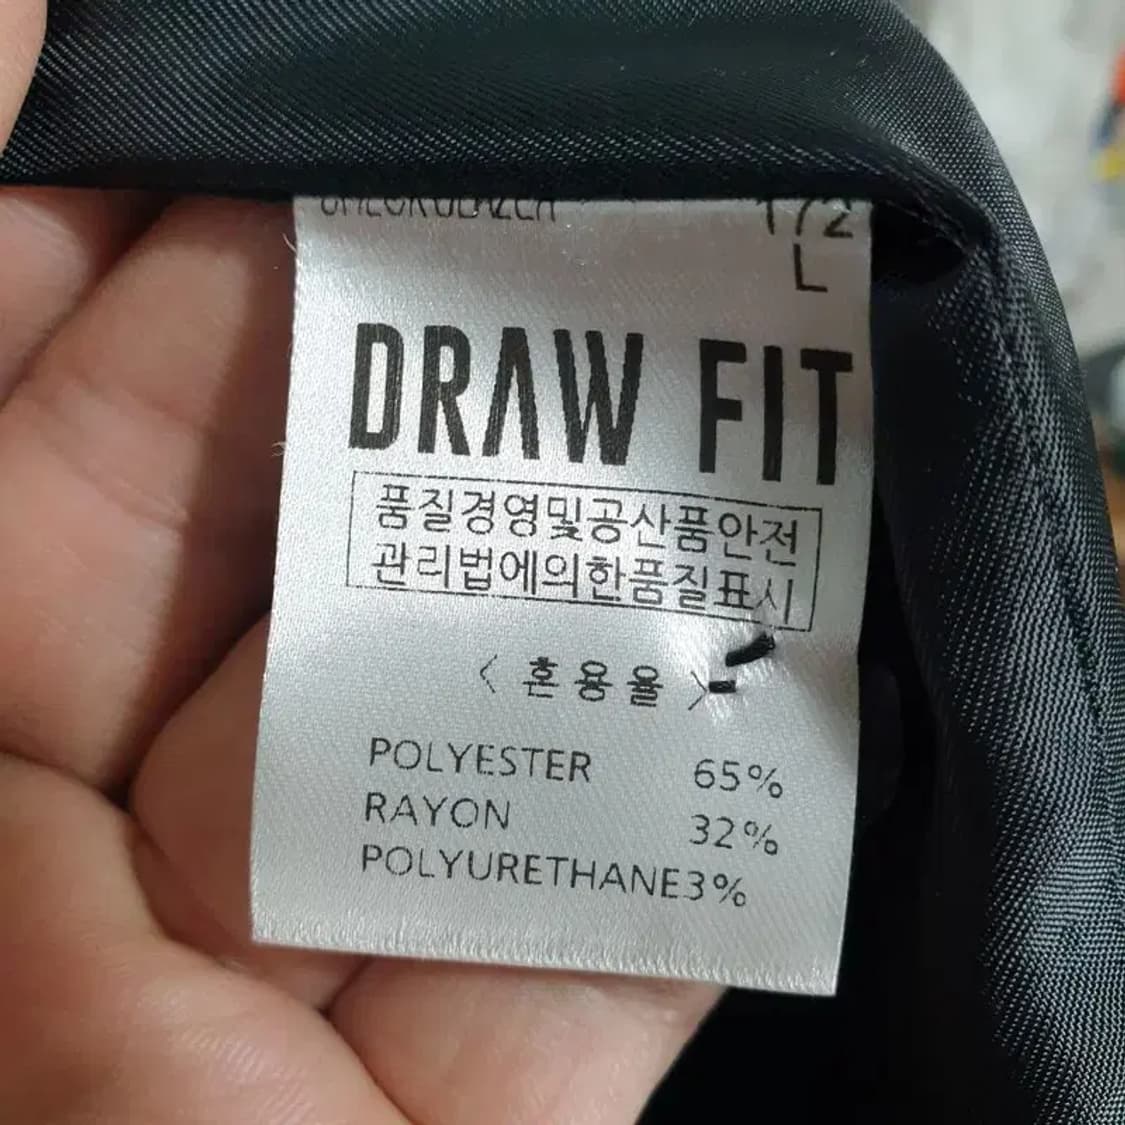 172
L
DRAW FIT
품질경영및공산품안전
관리법에의한품질표시
< 혼용율 >
POLYESTER 65%
RAYON 32%
POLYURETHANE3%